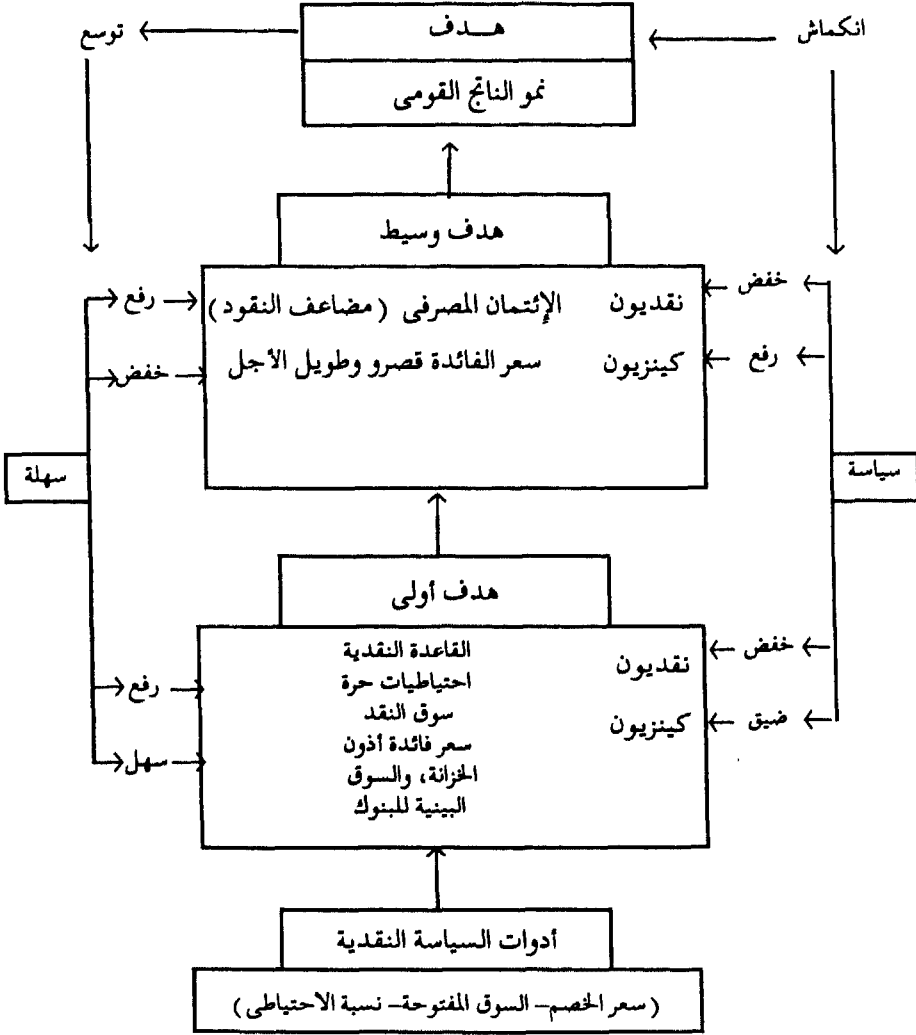 انكماش
هــدف
توسع
نمو الناتج القومى
هدف وسيط
خفض
نقديون
الإئتمان المصرفى (مضاعف النقود)
رفع
رفع
كينزيون
سعر الفائدة قصرو وطويل الأجل
خفض
سياسة
سهلة
هدف أولى
خفض
نقديون
القاعدة النقدية
احتياطيات حرة
رفع
ضيق
كينزيون
سوق النقد
سعر فائدة أذون
سهل
الخزانة، والسوق
البينية للبنوك
أدوات السياسة النقدية
(سعر الخصم– السوق المفتوحة– نسبة الاحتياطى)